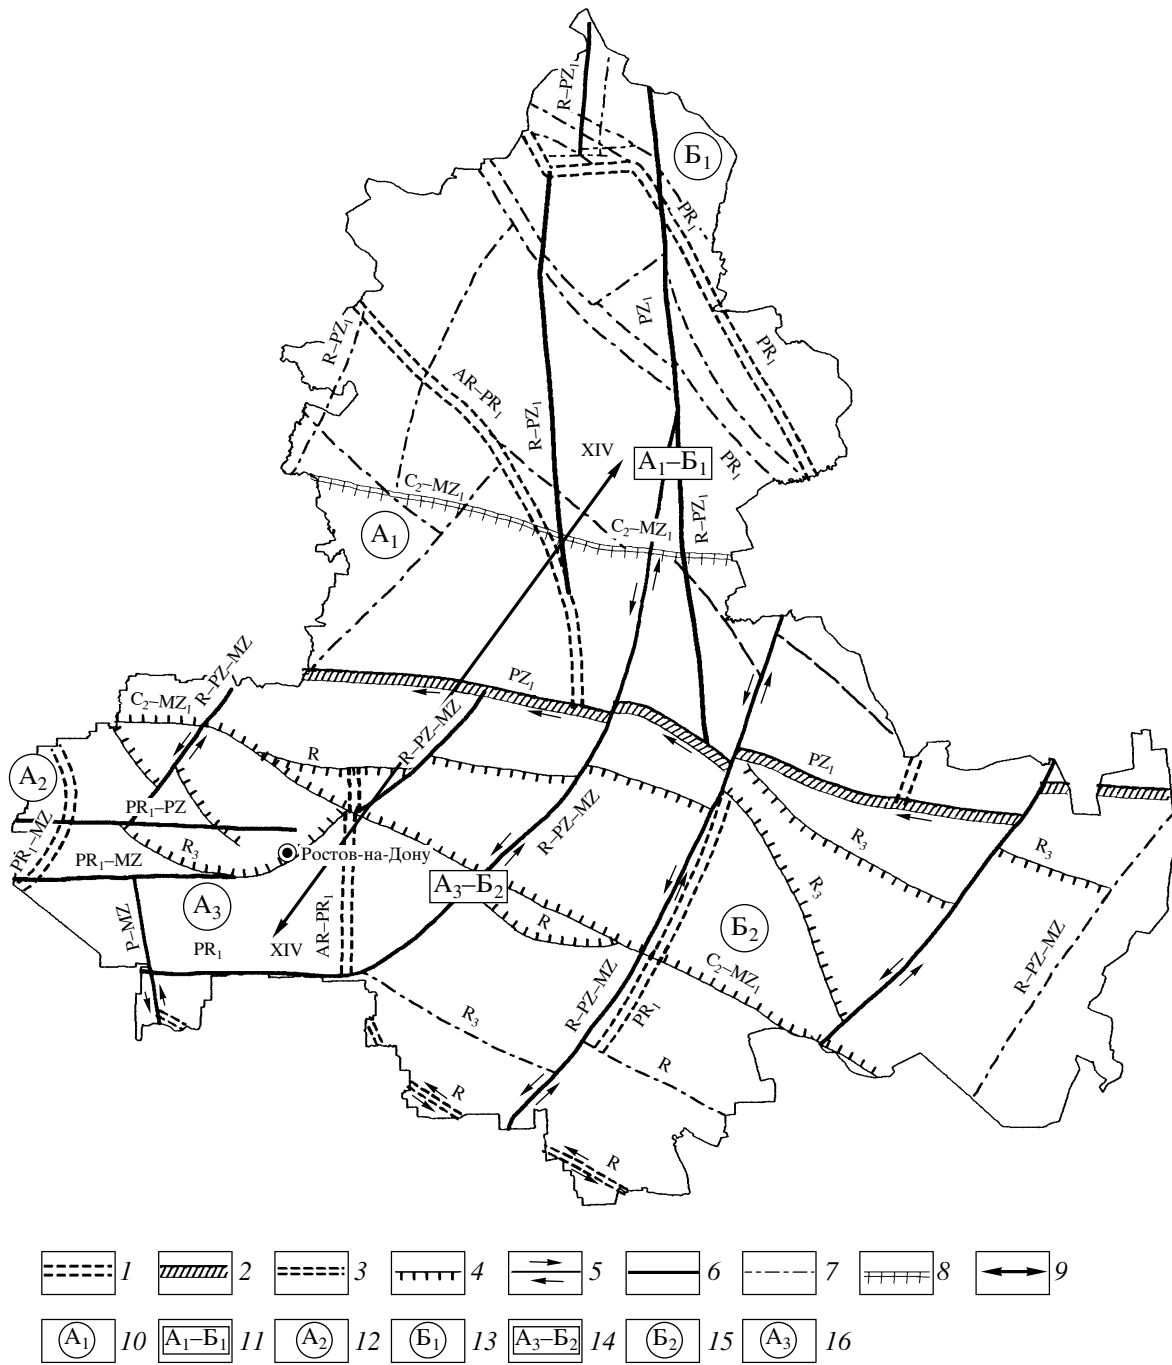 R–PZ₁
Б₁
PR₁
PZ₁
R–PZ₁
PR₁
AR–PR₁
R–PZ₁
XIV
А₁–Б₁
PR₁
C₂–MZ₁
R–PZ₁
А₁
C₂–MZ₁
R–PZ–MZ
PZ₁
C₂–MZ₁
R–PZ–MZ
R
А₂
PZ₁
PR₁–PZ
R–PZ–MZ
PR₁–MZ
R₃
R₃
R₃
PR₁–MZ
Ростов-на-Дону
А₃–Б₂
R₃
А₃
AR–PR₁
R
Б₂
P–MZ
PR₁
XIV
R–PZ–MZ
C₂–MZ₁
R–PZ–MZ
R₃
PR₁
R
R
R
1 2 3 4 5 6 7 8 9
А₁ 10 А₁–Б₁ 11 А₂ 12 Б₁ 13 А₃–Б₂ 14 Б₂ 15 А₃ 16